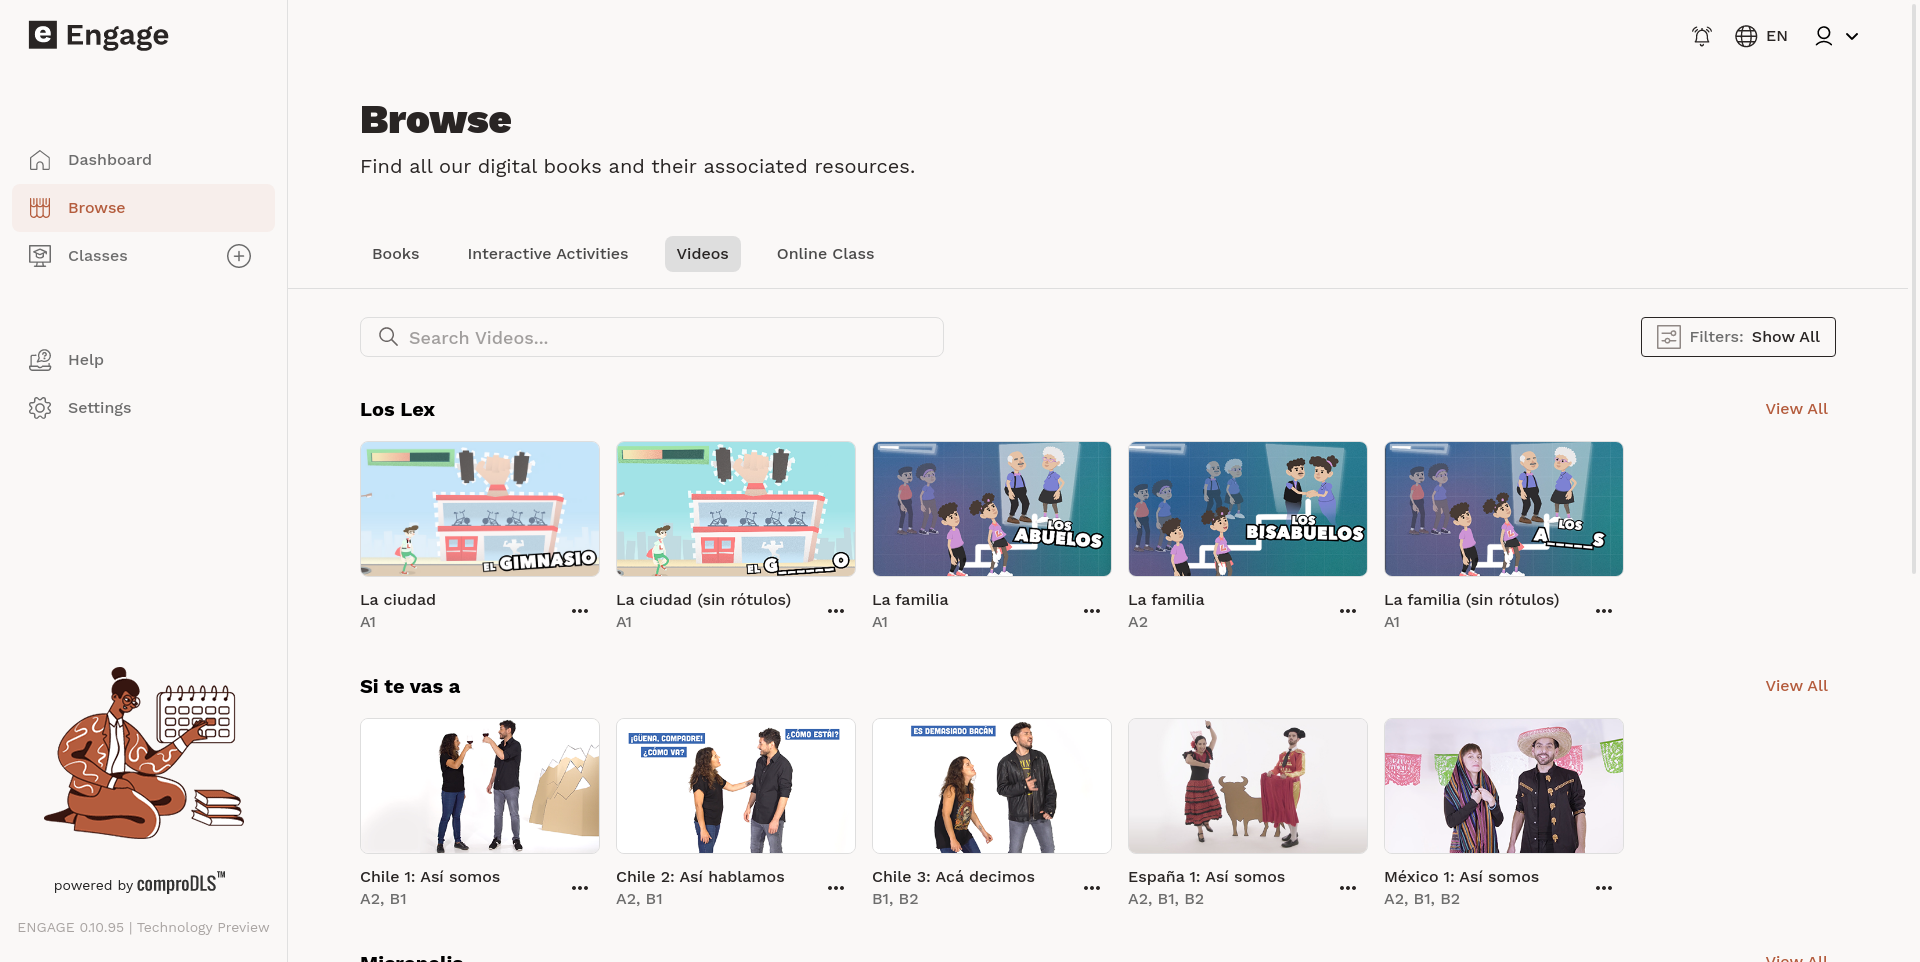 e Engage
EN
Dashboard
Browse
Classes
Help
Settings
powered by comproDLS™
ENGAGE 0.10.95 | Technology Preview
Browse
Find all our digital books and their associated resources.
Books
Interactive Activities
Videos
Online Class
Search Videos...
Filters: Show All
Los Lex
View All
EL GIMNASIO
EL G_____O
LOS
ABUELOS
LOS
BISABUELOS
LOS
A_____S
La ciudad
A1
La ciudad (sin rótulos)
A1
La familia
A1
La familia
A2
La familia (sin rótulos)
A1
Si te vas a
View All
¡GÜENA, COMPADRE!
¿CÓMO VA?
¿CÓMO ESTÁI?
ES DEMASIADO BACÁN
Chile 1: Así somos
A2, B1
Chile 2: Así hablamos
A2, B1
Chile 3: Acá decimos
B1, B2
España 1: Así somos
A2, B1, B2
México 1: Así somos
A2, B1, B2
Micropolis
View All